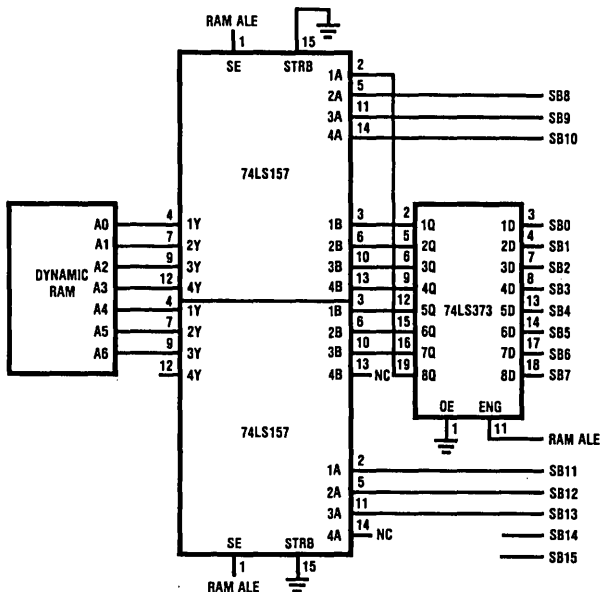 RAM ALE
1 15
SE STRB
1A 2
2A 5 SB8
3A 11 SB9
4A 14 SB10
74LS157
A0 4 1Y 1B 3 2 1Q 1D 3 SB0
A1 7 2Y 2B 6 5 2Q 2D 4 SB1
A2 9 3Y 3B 10 6 3Q 3D 7 SB2
DYNAMIC RAM
A3 12 4Y 4B 13 9 4Q 4D 8 SB3
A4 4 1Y 1B 3 12 5Q 74LS373 5D 13 SB4
A5 7 2Y 2B 6 15 6Q 6D 14 SB5
A6 9 3Y 3B 10 16 7Q 7D 17 SB6
12 4Y 4B 13 NC 19 8Q 8D 18 SB7
OE ENG
1 11
RAM ALE
74LS157
1A 2 SB11
2A 5 SB12
3A 11 SB13
4A 14 NC SB14
SB15
SE STRB
1 15
RAM ALE